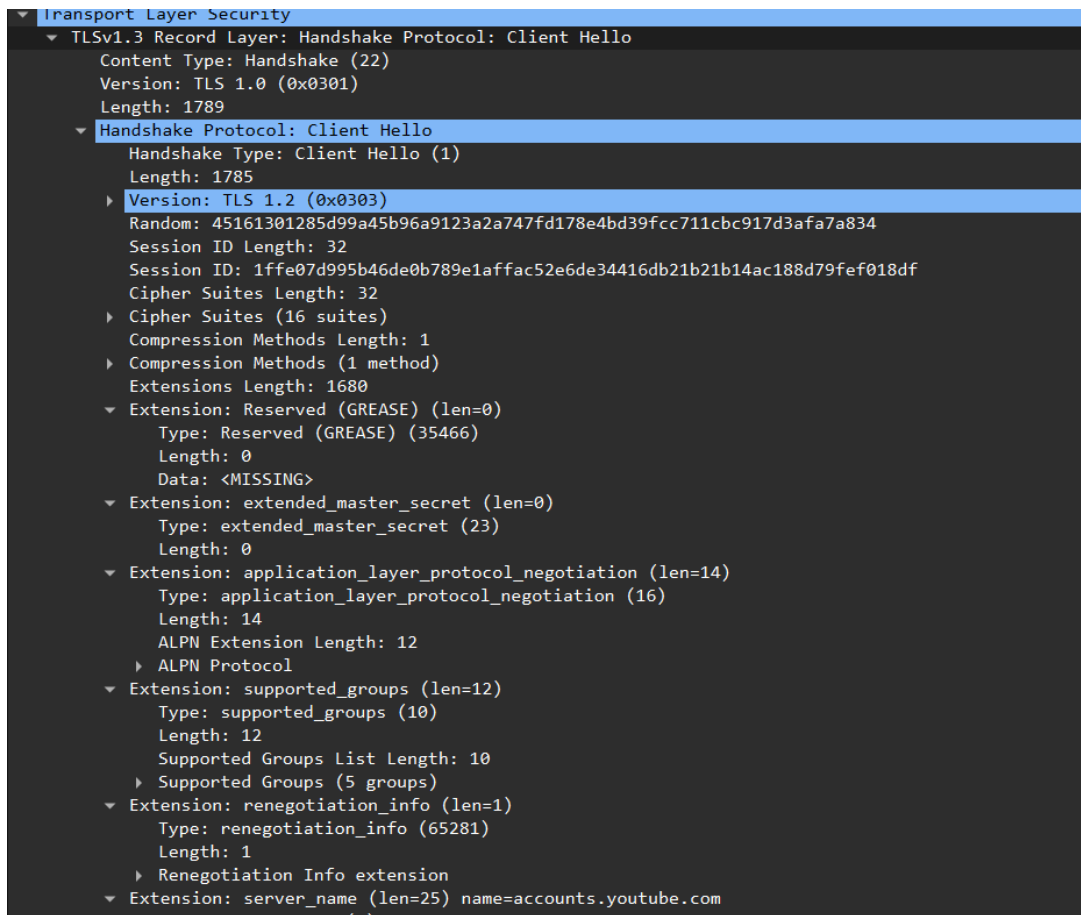 Transport Layer Security
TLSv1.3 Record Layer: Handshake Protocol: Client Hello
Content Type: Handshake (22)
Version: TLS 1.0 (0x0301)
Length: 1789
Handshake Protocol: Client Hello
Handshake Type: Client Hello (1)
Length: 1785
Version: TLS 1.2 (0x0303)
Random: 45161301285d99a45b96a9123a2a747fd178e4bd39fcc711cbc917d3afa7a834
Session ID Length: 32
Session ID: 1ffe07d995b46de0b789e1affac52e6de34416db21b21b14ac188d79fef018df
Cipher Suites Length: 32
Cipher Suites (16 suites)
Compression Methods Length: 1
Compression Methods (1 method)
Extensions Length: 1680
Extension: Reserved (GREASE) (len=0)
Type: Reserved (GREASE) (35466)
Length: 0
Data: <MISSING>
Extension: extended_master_secret (len=0)
Type: extended_master_secret (23)
Length: 0
Extension: application_layer_protocol_negotiation (len=14)
Type: application_layer_protocol_negotiation (16)
Length: 14
ALPN Extension Length: 12
ALPN Protocol
Extension: supported_groups (len=12)
Type: supported_groups (10)
Length: 12
Supported Groups List Length: 10
Supported Groups (5 groups)
Extension: renegotiation_info (len=1)
Type: renegotiation_info (65281)
Length: 1
Renegotiation Info extension
Extension: server_name (len=25) name=accounts.youtube.com